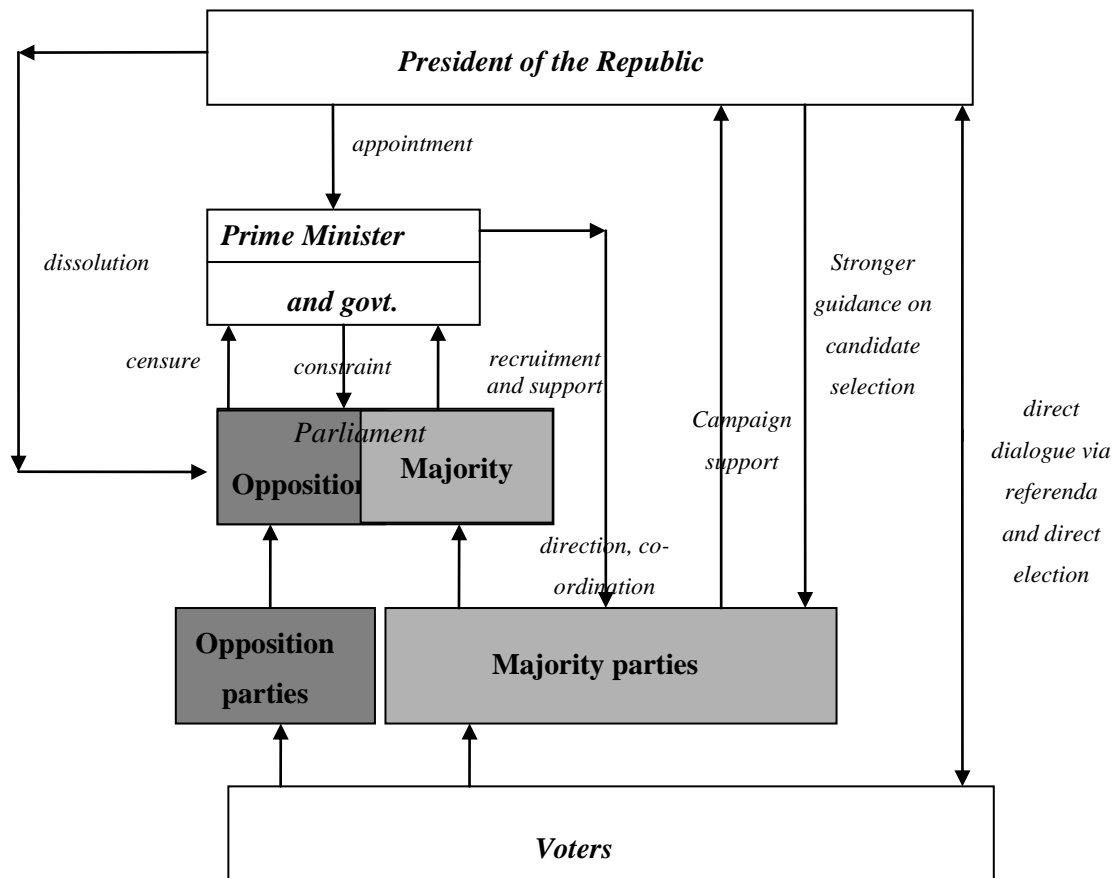 President of the Republic
appointment
Prime Minister
and govt.
dissolution
Stronger
guidance on
candidate
selection
censure
constraint
recruitment
and support
Parliament
Opposition
Majority
Campaign
support
direct
dialogue via
referenda
and direct
election
direction, co-
ordination
Opposition
parties
Majority parties
Voters